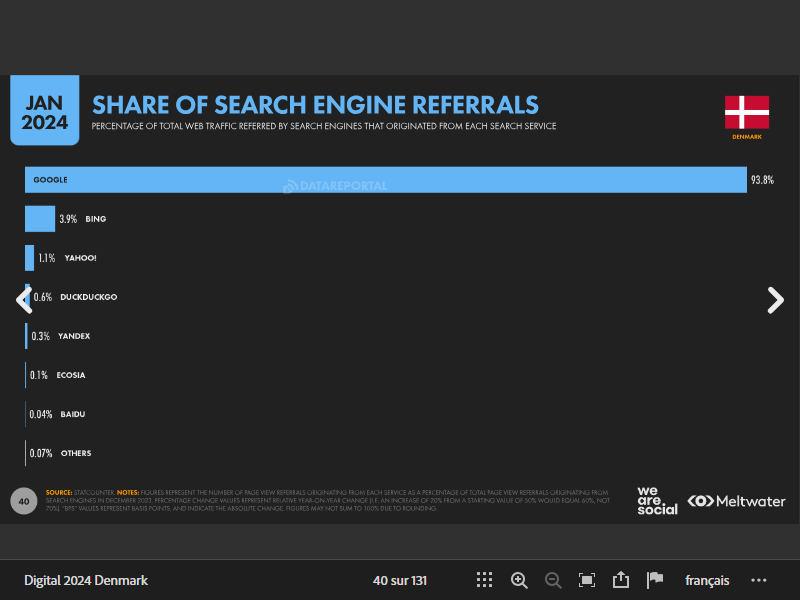 JAN
2024
SHARE OF SEARCH ENGINE REFERRALS
PERCENTAGE OF TOTAL WEB TRAFFIC REFERRED BY SEARCH ENGINES THAT ORIGINATED FROM EACH SEARCH SERVICE
DENMARK
GOOGLE 93.8%
DATAREPORTAL
3.9% BING
1.1% YAHOO!
0.6% DUCKDUCKGO
0.3% YANDEX
0.1% ECOSIA
0.04% BAIDU
0.07% OTHERS
40
SOURCE: STATCOUNTER. NOTES: FIGURES REPRESENT THE NUMBER OF PAGE VIEW REFERRALS ORIGINATING FROM EACH SERVICE AS A PERCENTAGE OF TOTAL PAGE VIEW REFERRALS ORIGINATING FROM
SEARCH ENGINES IN DECEMBER 2023. PERCENTAGE CHANGE VALUES REPRESENT RELATIVE YEAR-ON-YEAR CHANGE (I.E. AN INCREASE OF 20% FROM A STARTING VALUE OF 50% WOULD EQUAL 60%, NOT
70%). "BPS" VALUES REPRESENT BASIS POINTS, AND INDICATE THE ABSOLUTE CHANGE. FIGURES MAY NOT SUM TO 100% DUE TO ROUNDING.
we
are.
social
Meltwater
Digital 2024 Denmark
40 sur 131
français